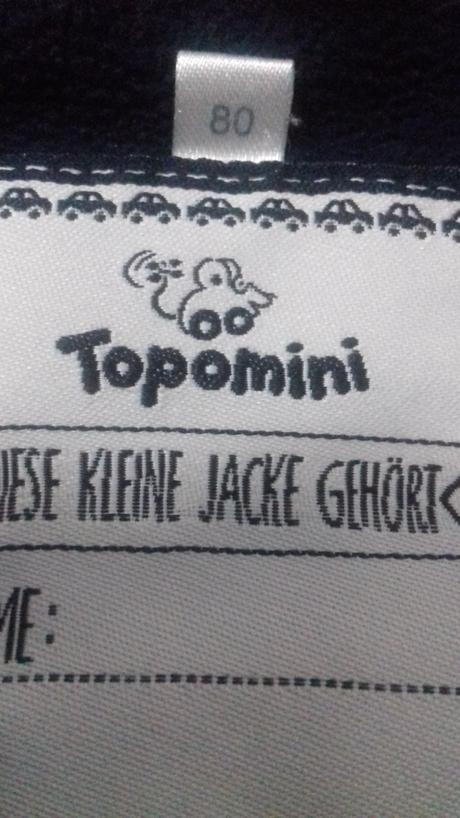 80
Topomini
IESE KLEINE JACKE GEHÖRT<
ME: